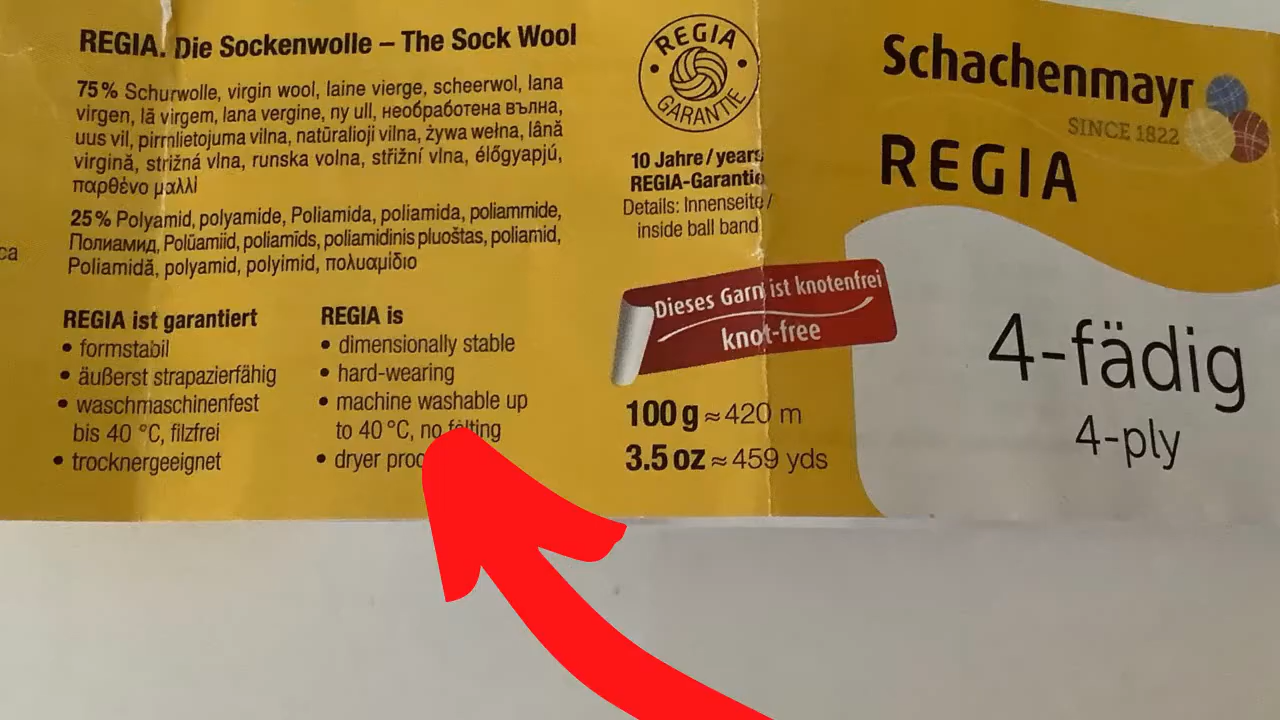 REGIA. Die Sockenwolle – The Sock Wool
75% Schurwolle, virgin wool, laine vierge, scheerwol, lana
virgen, lã virgem, lana vergine, ny ull, необработена вълна,
uus vil, pirmlietojuma vilna, natūralioji vilna, żywa wełna, lână
virgină, strižná vlna, runska volna, střižní vlna, élőgyapjú,
παρθένο μαλλί
25% Polyamid, polyamide, Poliamida, poliamida, poliammide,
Полиамид, Polüamiid, poliamīds, poliamidinis pluoštas, poliamid,
Poliamidă, polyamid, polyimid, πολυαμίδιο
ca
REGIA ist garantiert
• formstabil
• äußerst strapazierfähig
• waschmaschinenfest
bis 40 °C, filzfrei
• trocknergeeignet
REGIA is
• dimensionally stable
• hard-wearing
• machine washable up
to 40 °C, no felting
• dryer
REGIA
GARANTIE
10 Jahre / years
REGIA-Garantie
Details: Innenseite /
inside ball band
Dieses Garn ist knotenfrei
knot-free
100 g ≈ 420 m
3.5 oz ≈ 459 yds
Schachenmayr
SINCE 1822
REGIA
4-fädig
4-ply